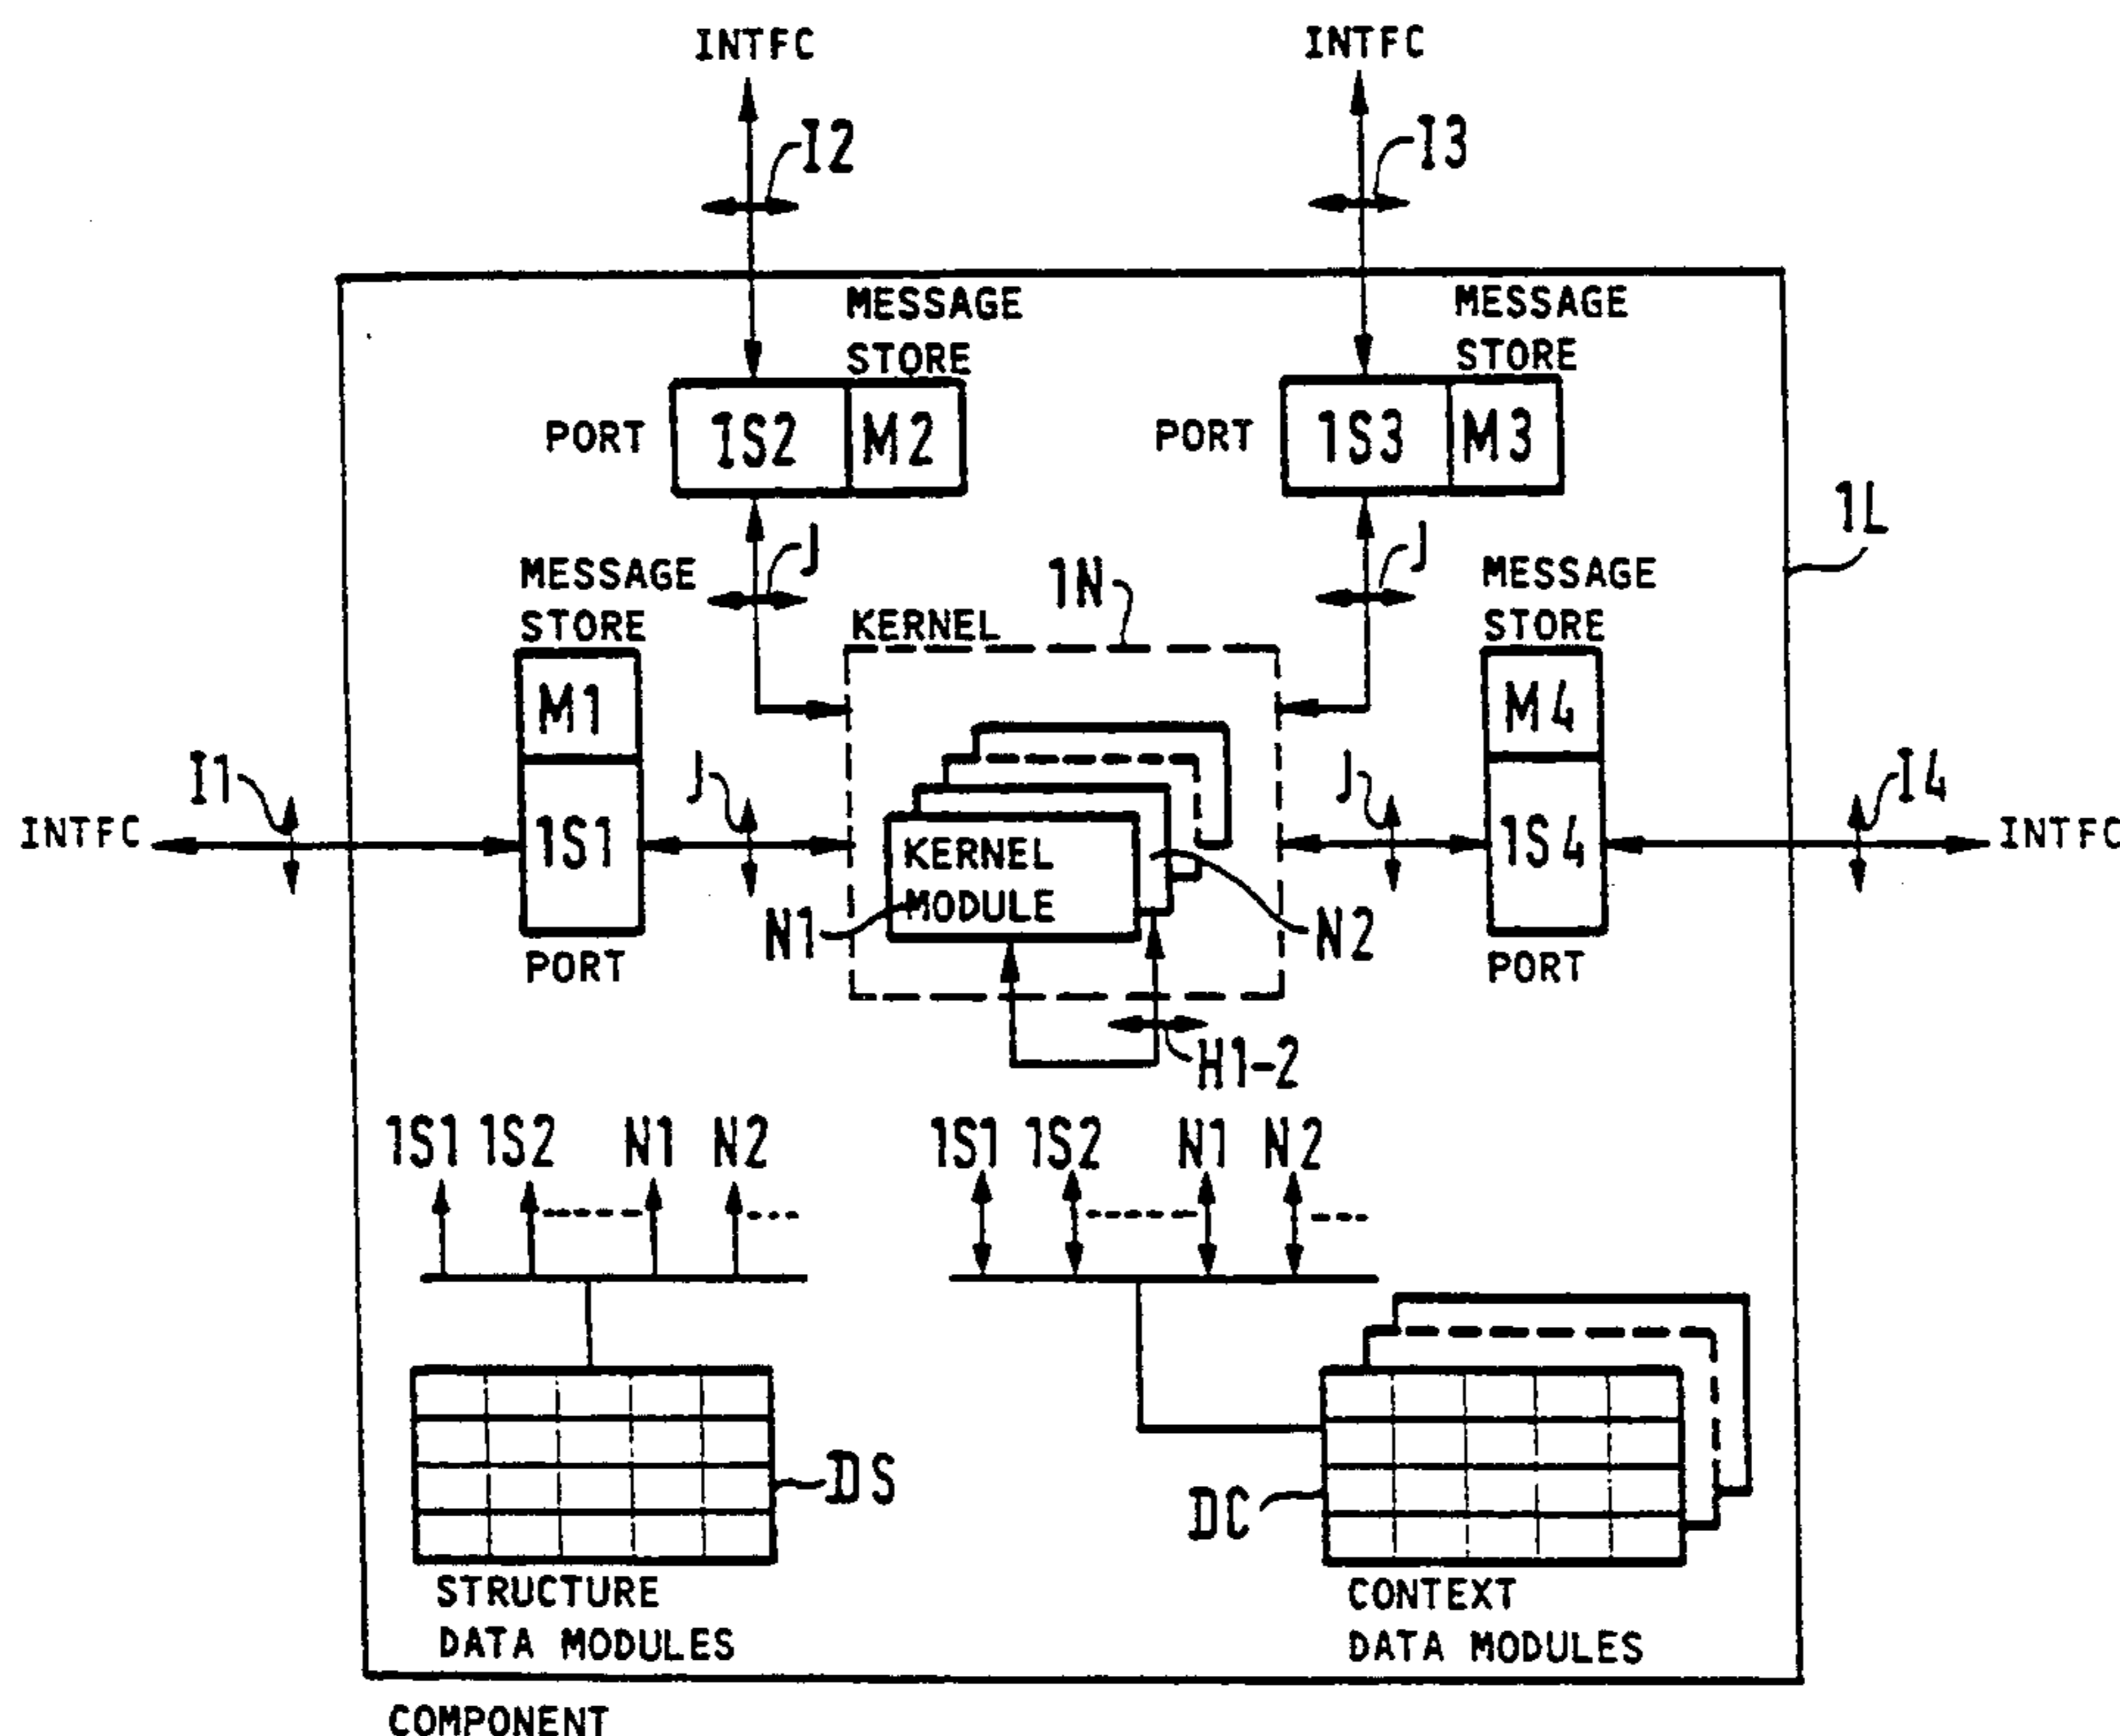 INTFC
INTFC
I2
I3
MESSAGE
STORE
MESSAGE
STORE
PORT
1S2
M2
PORT
1S3
M3
1L
J
J
MESSAGE
STORE
1N
KERNEL
MESSAGE
STORE
M1
M4
I1
J
J
I4
INTFC
1S1
KERNEL
MODULE
1S4
INTFC
N1
N2
PORT
PORT
H1-2
1S1 1S2 N1 N2
1S1 1S2 N1 N2
DS
DC
STRUCTURE
DATA MODULES
CONTEXT
DATA MODULES
COMPONENT